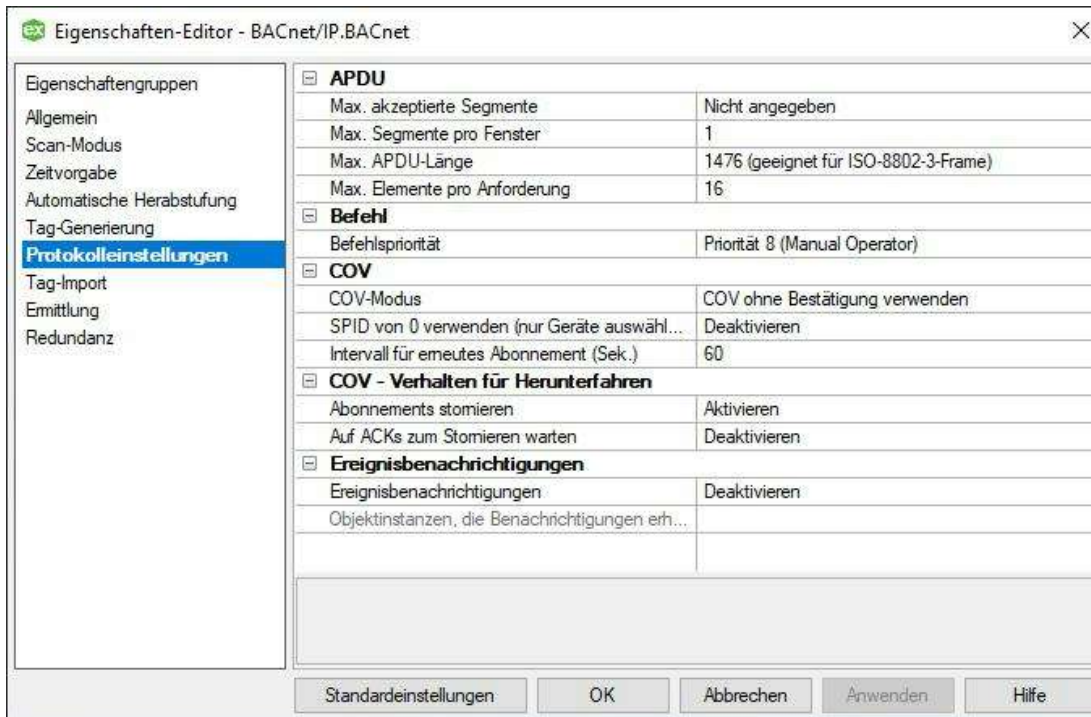 ex Eigenschaften-Editor - BACnet/IP.BACnet
Eigenschaftengruppen
Allgemein
Scan-Modus
Zeitvorgabe
Automatische Herabstufung
Tag-Generierung
Protokolleinstellungen
Tag-Import
Ermittlung
Redundanz
APDU
Max. akzeptierte Segmente Nicht angegeben
Max. Segmente pro Fenster 1
Max. APDU-Länge 1476 (geeignet für ISO-8802-3-Frame)
Max. Elemente pro Anforderung 16
Befehl
Befehlspriorität Priorität 8 (Manual Operator)
COV
COV-Modus COV ohne Bestätigung verwenden
SPID von 0 verwenden (nur Geräte auswähl... Deaktivieren
Intervall für erneutes Abonnement (Sek.) 60
COV - Verhalten für Herunterfahren
Abonnements stornieren Aktivieren
Auf ACKs zum Stornieren warten Deaktivieren
Ereignisbenachrichtigungen
Ereignisbenachrichtigungen Deaktivieren
Objektinstanzen, die Benachrichtigungen erh...
Standardeinstellungen OK Abbrechen Anwenden Hilfe